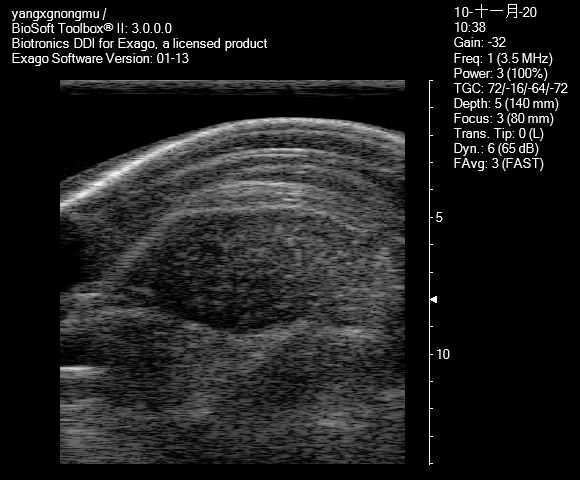 yangxgnongmu /
BioSoft Toolbox® II: 3.0.0.0
Biotronics DDI for Exago, a licensed product
Exago Software Version: 01-13
10-十一月-20
10:38
Gain: -32
Freq: 1 (3.5 MHz)
Power: 3 (100%)
TGC: 72/-16/-64/-72
Depth: 5 (140 mm)
Focus: 3 (80 mm)
Trans. Tip: 0 (L)
Dyn.: 6 (65 dB)
FAvg: 3 (FAST)
5
10